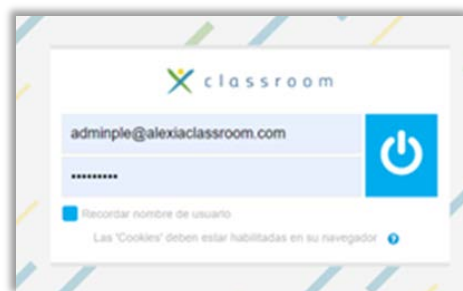 classroom
adminple@alexiaclassroom.com
•••••••••
Recordar nombre de usuario
Las 'Cookies' deben estar habilitadas en su navegador ?